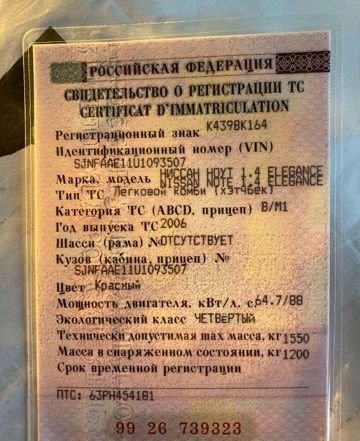 РОССИЙСКАЯ ФЕДЕРАЦИЯ
СВИДЕТЕЛЬСТВО О РЕГИСТРАЦИИ ТС
CERTIFICAT D'IMMATRICULATION
Регистрационный знак К439ВК164
Идентификационный номер (VIN)
SJNFAAE11U1093507
Марка, модель НИССАН НОУТ 1.4 ELEGANCE
NISSAN NOTE 1.4 ELEGANCE
Тип ТС Легковой комби (хэтчбек)
Категория ТС (ABCD, прицеп) В/М1
Год выпуска ТС 2006
Шасси (рама) № ОТСУТСТВУЕТ
Кузов (кабина, прицеп) №
SJNFAAE11U1093507
Цвет Красный
Мощность двигателя, кВт/л. с. 64.7/88
Экологический класс ЧЕТВЕРТЫЙ
Технически допустимая max масса, кг 1550
Масса в снаряженном состоянии, кг 1200
Срок временной регистрации
ПТС: 63РН454181
99 26 739323